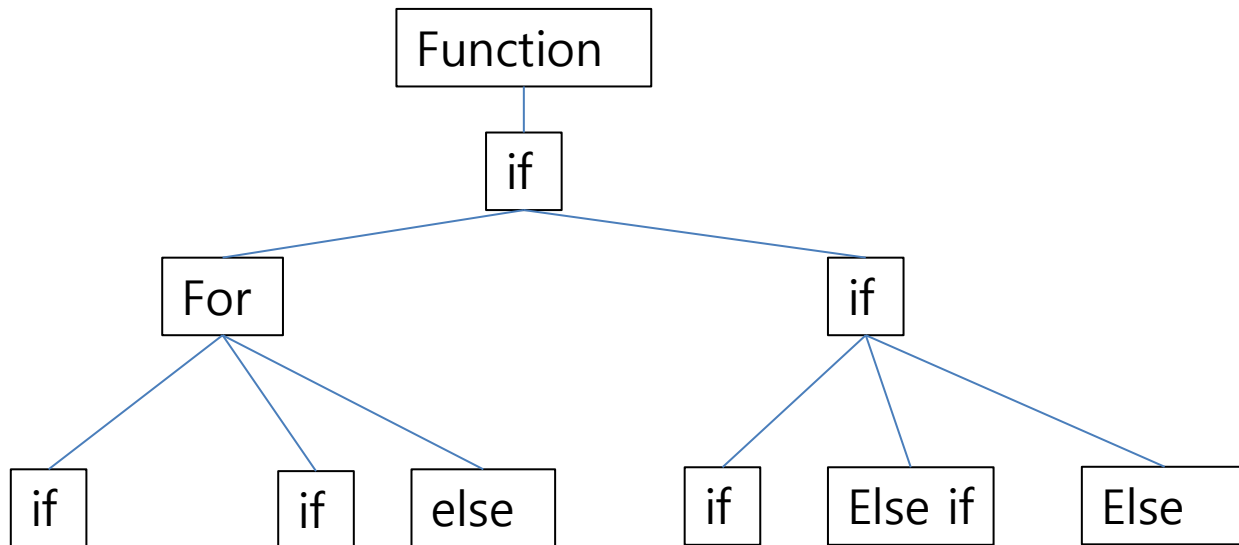 Function
if
For
if
if
if
else
if
Else if
Else